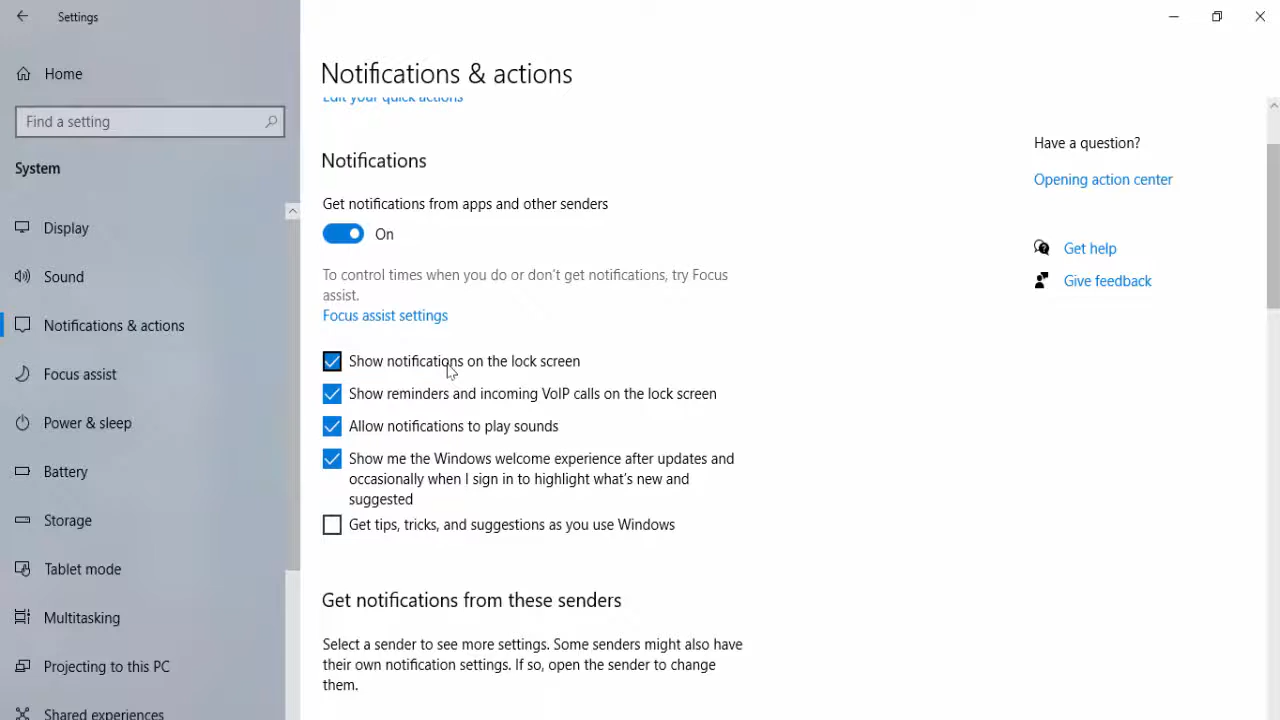 Settings
Home
Find a setting
System
Display
Sound
Notifications & actions
Focus assist
Power & sleep
Battery
Storage
Tablet mode
Multitasking
Projecting to this PC
Shared experiences
Notifications & actions
Edit your quick actions
Notifications
Get notifications from apps and other senders
On
To control times when you do or don't get notifications, try Focus
assist.
Focus assist settings
Show notifications on the lock screen
Show reminders and incoming VoIP calls on the lock screen
Allow notifications to play sounds
Show me the Windows welcome experience after updates and
occasionally when I sign in to highlight what's new and
suggested
Get tips, tricks, and suggestions as you use Windows
Get notifications from these senders
Select a sender to see more settings. Some senders might also have
their own notification settings. If so, open the sender to change
them.
Have a question?
Opening action center
Get help
Give feedback